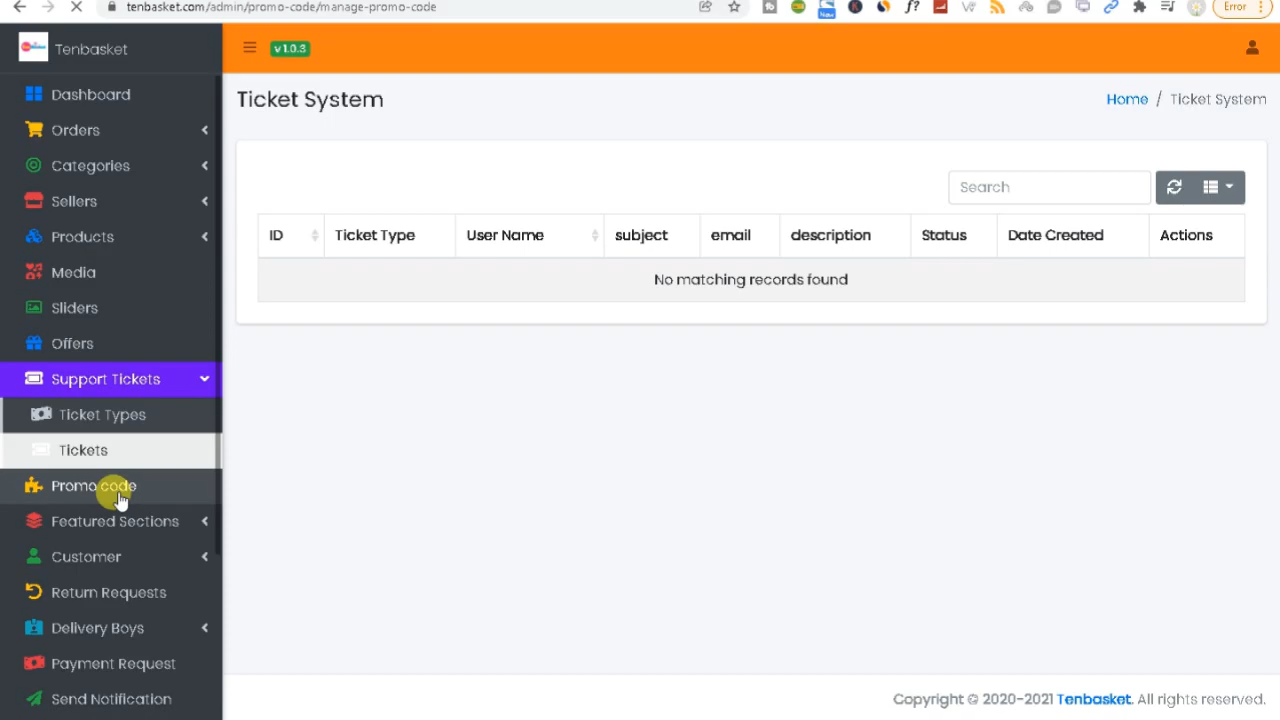 tenbasket.com/admin/promo-code/manage-promo-code
New
f?
Error
Tenbasket
v 1.0.3
Dashboard
Orders
Categories
Sellers
Products
Media
Sliders
Offers
Support Tickets
Ticket Types
Tickets
Promo code
Featured Sections
Customer
Return Requests
Delivery Boys
Payment Request
Send Notification
Ticket System
Home / Ticket System
Search
ID Ticket Type User Name subject email description Status Date Created Actions
No matching records found
Copyright © 2020-2021 Tenbasket. All rights reserved.